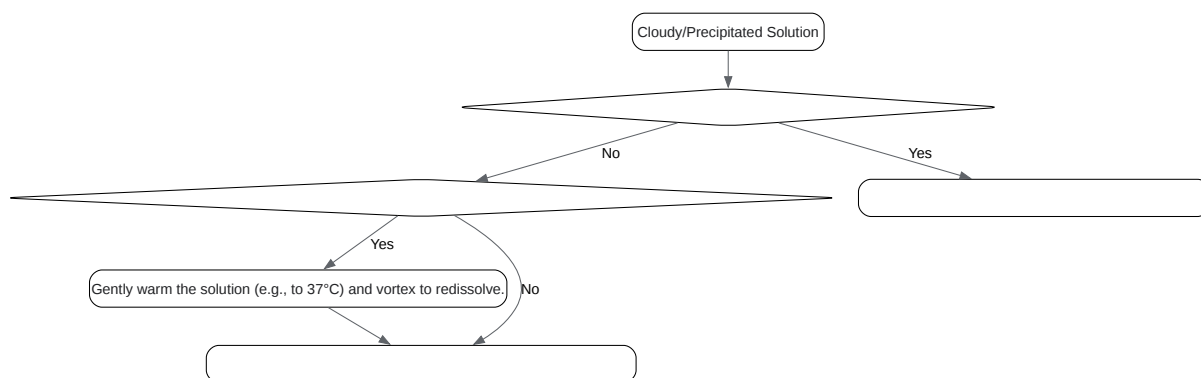 Cloudy/Precipitated Solution
No
Yes
Yes
Gently warm the solution (e.g., to 37°C) and vortex to redissolve.
No